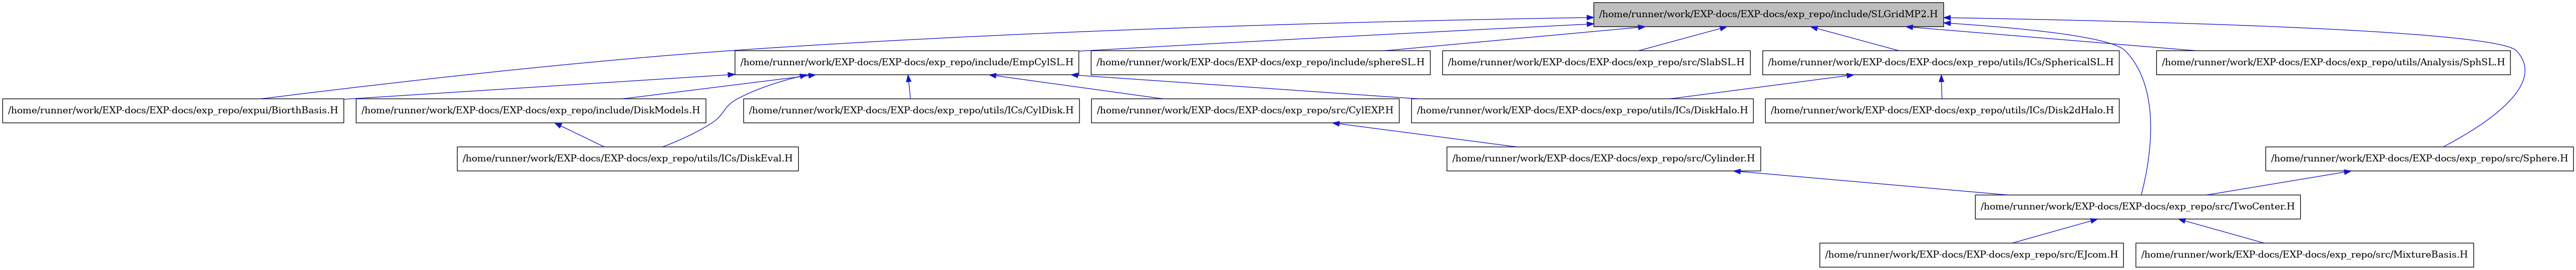 /home/runner/work/EXP-docs/EXP-docs/exp_repo/include/SLGridMP2.H
/home/runner/work/EXP-docs/EXP-docs/exp_repo/include/EmpCylSL.H
/home/runner/work/EXP-docs/EXP-docs/exp_repo/include/sphereSL.H
/home/runner/work/EXP-docs/EXP-docs/exp_repo/src/SlabSL.H
/home/runner/work/EXP-docs/EXP-docs/exp_repo/utils/ICs/SphericalSL.H
/home/runner/work/EXP-docs/EXP-docs/exp_repo/utils/Analysis/SphSL.H
/home/runner/work/EXP-docs/EXP-docs/exp_repo/expui/BiorthBasis.H
/home/runner/work/EXP-docs/EXP-docs/exp_repo/include/DiskModels.H
/home/runner/work/EXP-docs/EXP-docs/exp_repo/utils/ICs/CylDisk.H
/home/runner/work/EXP-docs/EXP-docs/exp_repo/src/CylEXP.H
/home/runner/work/EXP-docs/EXP-docs/exp_repo/utils/ICs/DiskHalo.H
/home/runner/work/EXP-docs/EXP-docs/exp_repo/utils/ICs/Disk2dHalo.H
/home/runner/work/EXP-docs/EXP-docs/exp_repo/utils/ICs/DiskEval.H
/home/runner/work/EXP-docs/EXP-docs/exp_repo/src/Cylinder.H
/home/runner/work/EXP-docs/EXP-docs/exp_repo/src/Sphere.H
/home/runner/work/EXP-docs/EXP-docs/exp_repo/src/TwoCenter.H
/home/runner/work/EXP-docs/EXP-docs/exp_repo/src/EJcom.H
/home/runner/work/EXP-docs/EXP-docs/exp_repo/src/MixtureBasis.H